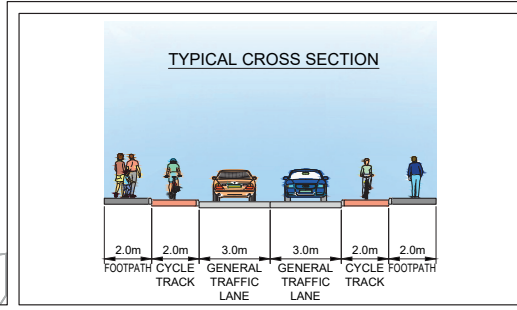 TYPICAL CROSS SECTION
2.0m 2.0m 3.0m 3.0m 2.0m 2.0m
FOOTPATH CYCLE GENERAL GENERAL CYCLE FOOTPATH
TRACK TRAFFIC TRAFFIC TRACK
LANE LANE